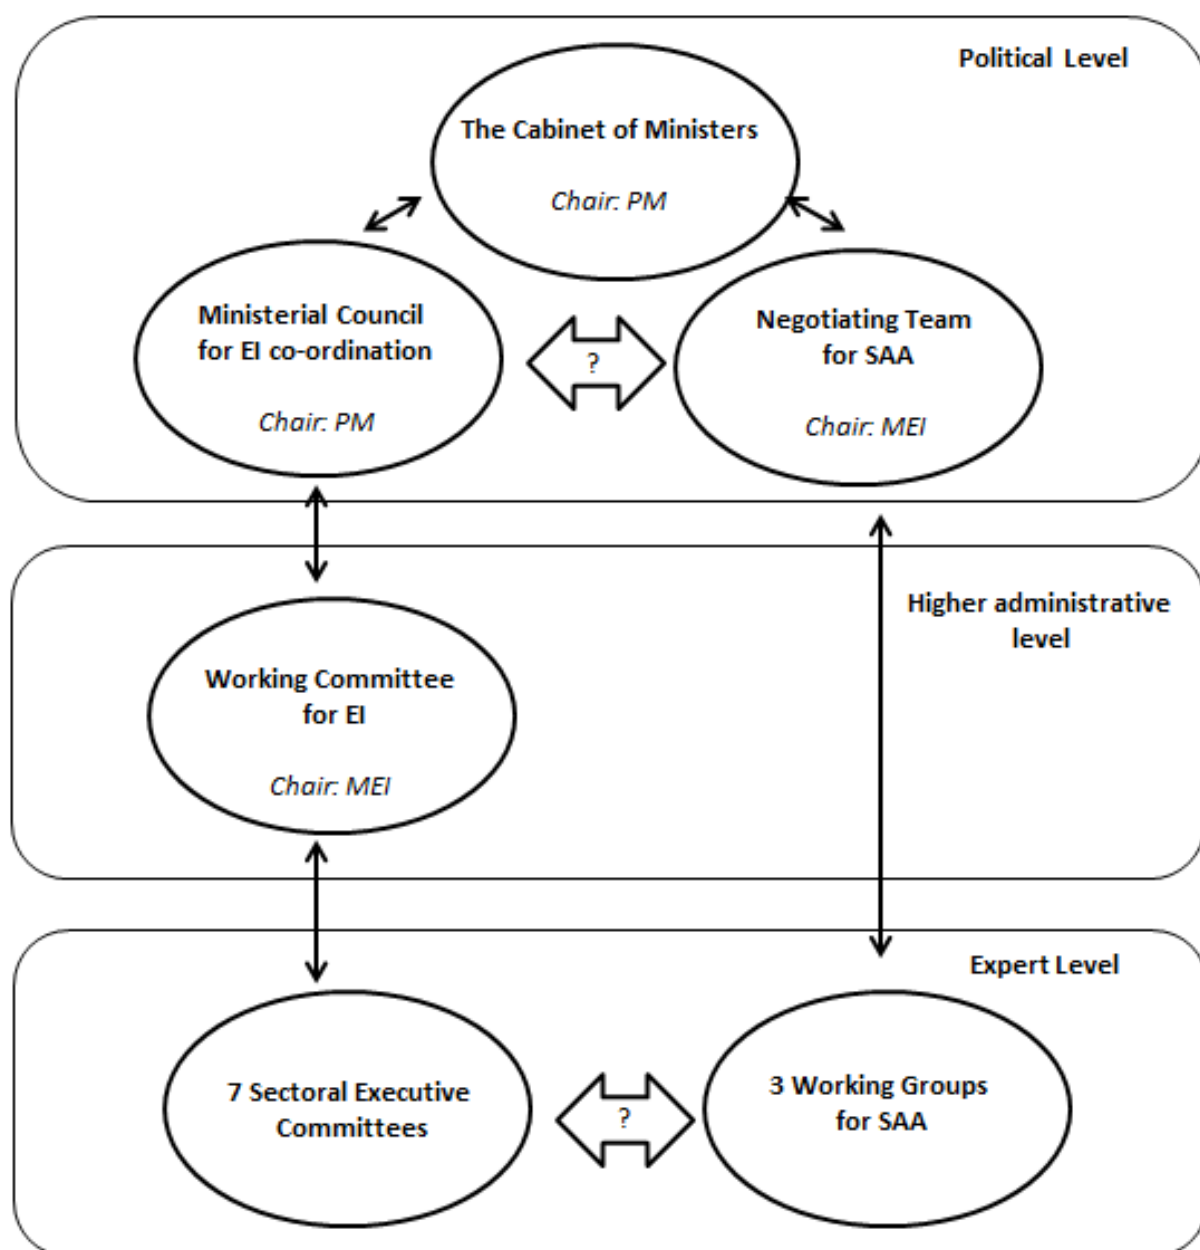 Political Level
The Cabinet of Ministers
Chair: PM
Ministerial Council
for EI co-ordination
Chair: PM
?
Negotiating Team
for SAA
Chair: MEI
Higher administrative
level
Working Committee
for EI
Chair: MEI
Expert Level
7 Sectoral Executive
Committees
?
3 Working Groups
for SAA